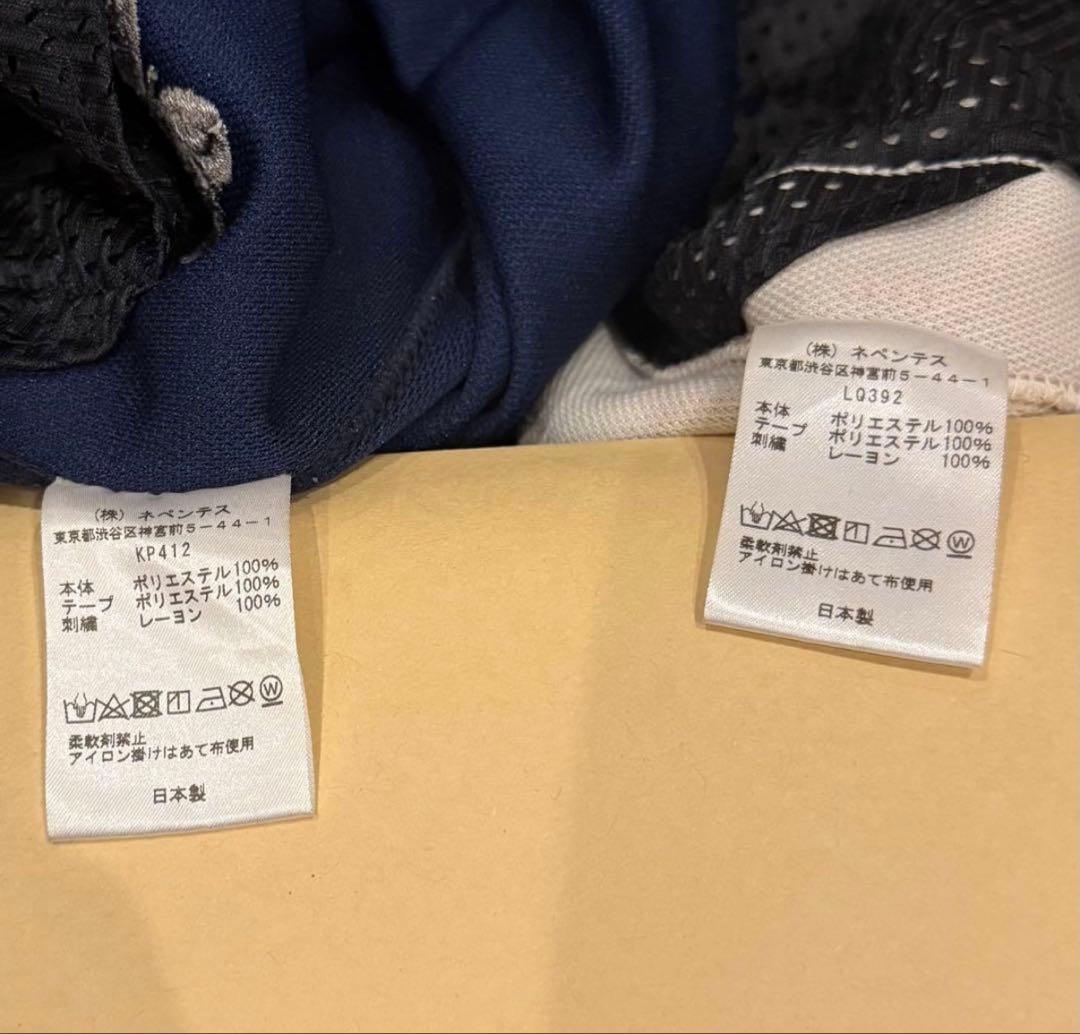 (株) ネペンテス
東京都渋谷区神宮前5-44-1
KP412
本体 ポリエステル100%
テープ ポリエステル100%
刺繍 レーヨン 100%
W
柔軟剤禁止
アイロン掛けはあて布使用
日本製
(株) ネペンテス
東京都渋谷区神宮前5-44-1
LQ392
本体 ポリエステル100%
テープ ポリエステル100%
刺繍 レーヨン 100%
W
柔軟剤禁止
アイロン掛けはあて布使用
日本製